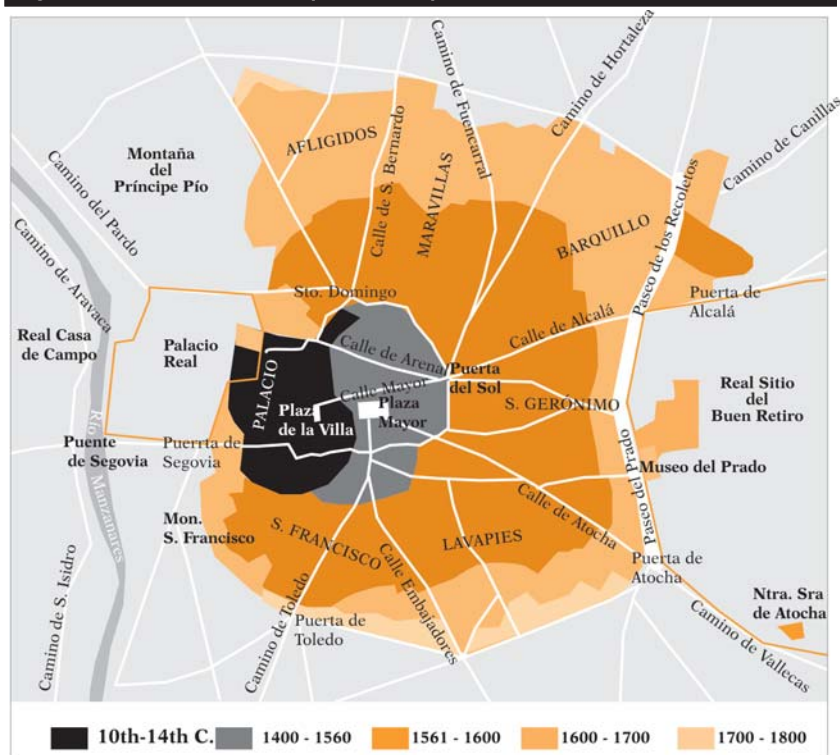 Camino de Fuencarral
Camino de Hortaleza
Camino de Canillas
AFLIGIDOS
Calle de S. Bernardo
MARAVILLAS
Montaña
del
Príncipe Pío
Camino del Pardo
Camino de Aravaca
BARQUILLO
Paseo de los Recoletos
Sto. Domingo
Puerta de
Alcalá
Real Casa
de Campo
Palacio
Real
PALACIO
Calle de Arena
Calle de Alcalá
Puerta
del Sol
Calle Mayor
Plaza
de la Villa
Plaza
Mayor
S. GERÓNIMO
Real Sitio
del
Buen Retiro
Puente
de Segovia
Puerrta de
Segovia
Río Manzanares
Museo del Prado
Paseo del Prado
Mon.
S. Francisco
S. FRANCISCO
LAVAPIES
Calle de Atocha
Calle Embajadores
Puerta de
Atocha
Camino de S. Isidro
Camino de Toledo
Puerta de
Toledo
Ntra. Sra
de Atocha
Camino de Vallecas
10th-14th C.
1400 - 1560
1561 - 1600
1600 - 1700
1700 - 1800